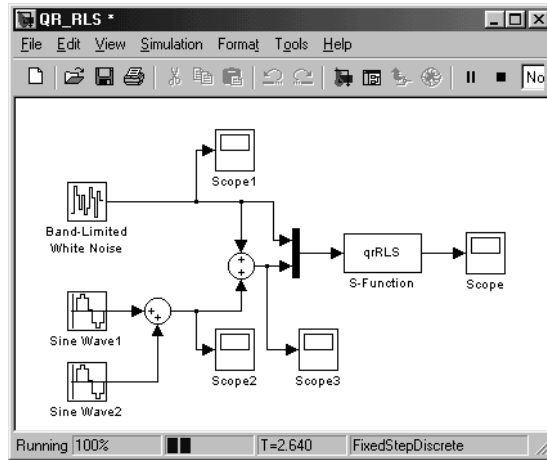 QR_RLS *
File Edit View Simulation Format Tools Help
No
Scope1
Band-Limited
White Noise
+
+
qrRLS
S-Function
Scope
Sine Wave1
+
+
Scope2
Scope3
Sine Wave2
Running 100% T=2.640 FixedStepDiscrete